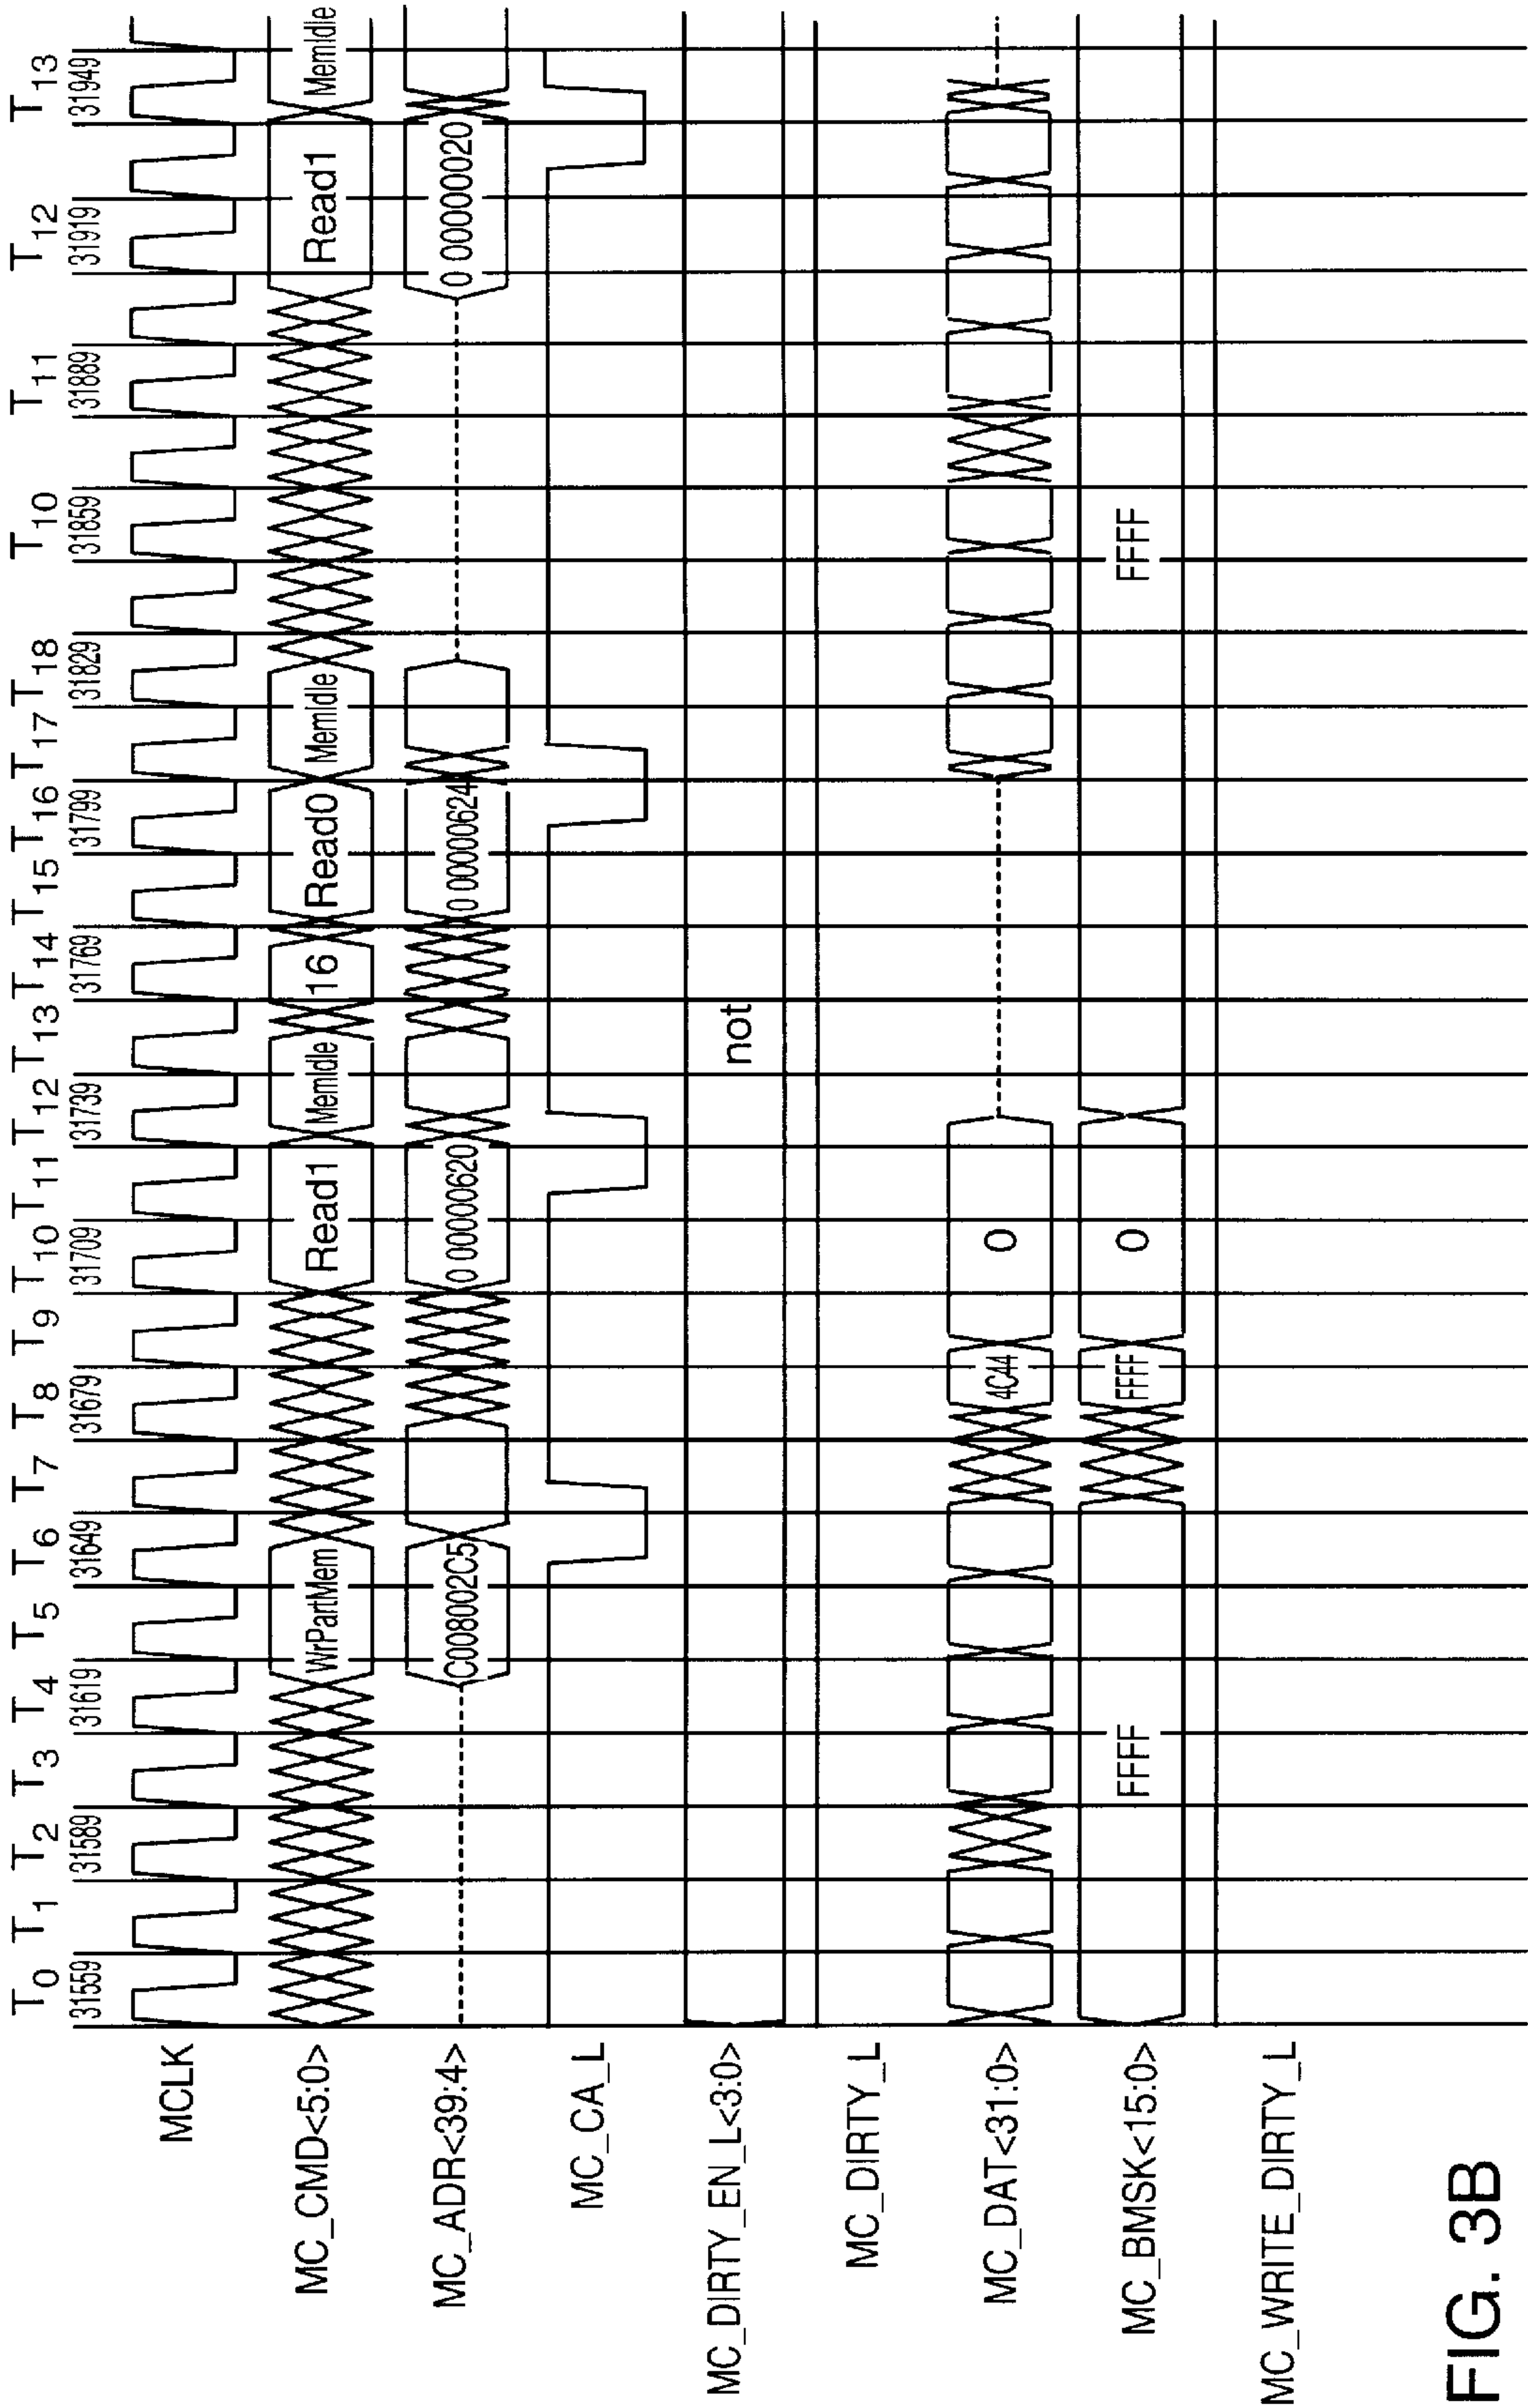 T0 T1 T2 T3 T4 T5 T6 T7 T8 T9 T10 T11 T12 T13 T14 T15 T16 T17 T18 T10 T11 T12 T13
31559 31589 31619 31649 31679 31709 31739 31769 31799 31829 31859 31889 31919 31949
MCLK
MC_CMD<5:0> WrPartMem Read1 MemIdle 16 Read0 MemIdle Read1 MemIdle
MC_ADR<39:4> C008002C5 0 00000620 0 00000624 0 00000020
MC_CA_L
MC_DIRTY_EN_L<3:0> not
MC_DIRTY_L
MC_DAT<31:0> 4C44 0
MC_BMSK<15:0> FFFF FFFF 0 FFFF
MC_WRITE_DIRTY_L
FIG. 3B